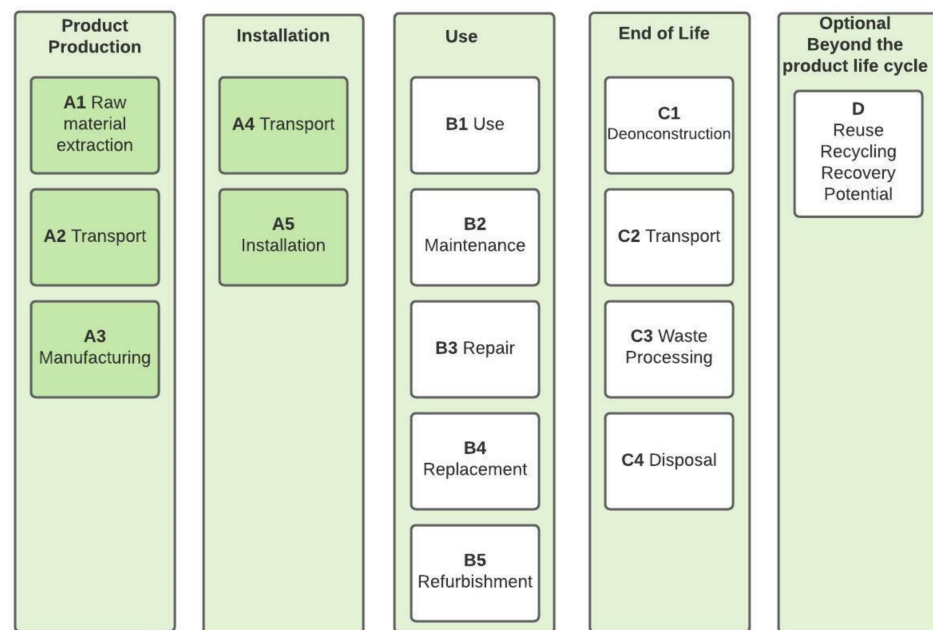 Product
Production
A1 Raw
material
extraction
A2 Transport
A3
Manufacturing
Installation
A4 Transport
A5
Installation
Use
B1 Use
B2
Maintenance
B3 Repair
B4
Replacement
B5
Refurbishment
End of Life
C1
Deonconstruction
C2 Transport
C3 Waste
Processing
C4 Disposal
Optional
Beyond the
product life cycle
D
Reuse
Recycling
Recovery
Potential